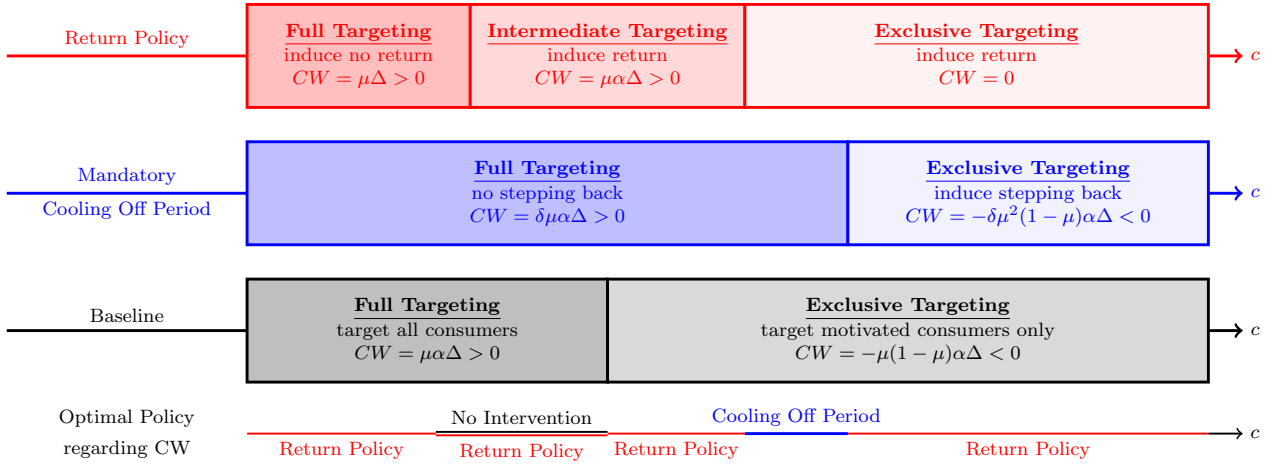 Return Policy
Full Targeting
induce no return
CW = μΔ > 0
Intermediate Targeting
induce return
CW = μαΔ > 0
Exclusive Targeting
induce return
CW = 0
c
Mandatory
Cooling Off Period
Full Targeting
no stepping back
CW = δμαΔ > 0
Exclusive Targeting
induce stepping back
CW = −δμ²(1 − μ)αΔ < 0
c
Baseline
Full Targeting
target all consumers
CW = μαΔ > 0
Exclusive Targeting
target motivated consumers only
CW = −μ(1 − μ)αΔ < 0
c
Optimal Policy
regarding CW
No Intervention
Cooling Off Period
Return Policy
Return Policy
Return Policy
Return Policy
c